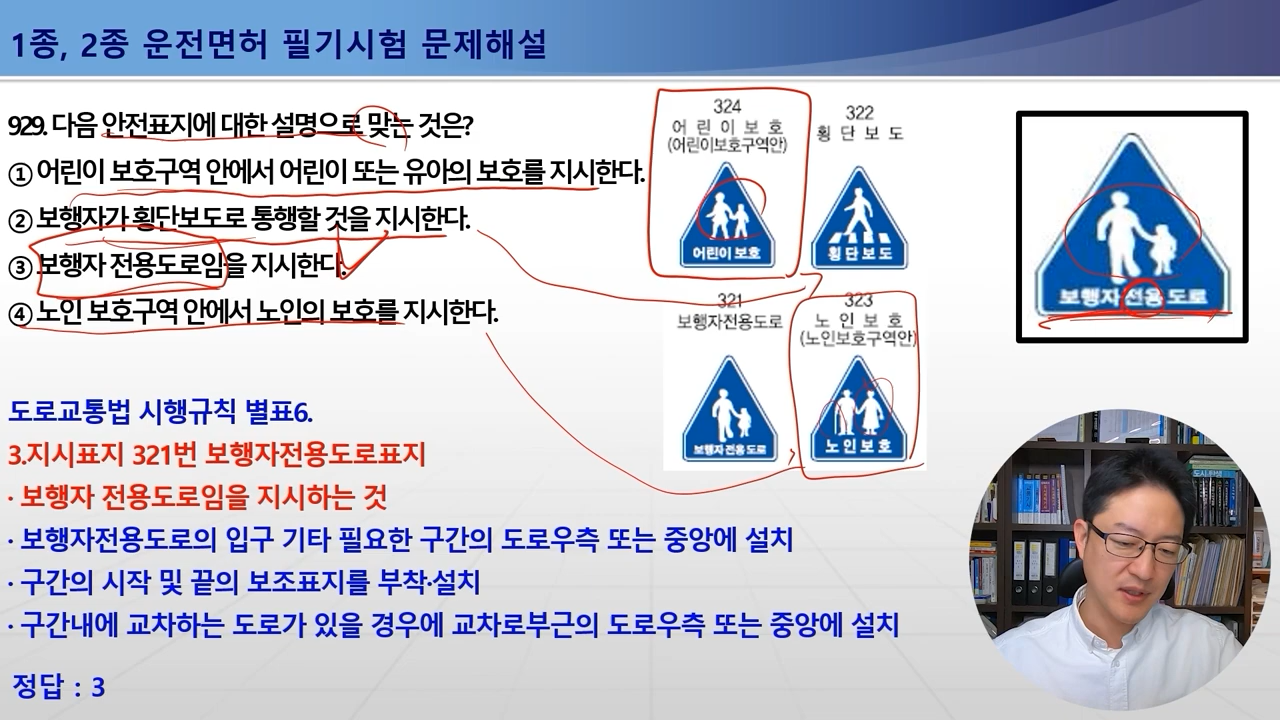 1종, 2종 운전면허 필기시험 문제해설
929. 다음 안전표지에 대한 설명으로 맞는 것은?
① 어린이 보호구역 안에서 어린이 또는 유아의 보호를 지시한다.
② 보행자가 횡단보도로 통행할 것을 지시한다.
③ 보행자 전용도로임을 지시한다.
④ 노인 보호구역 안에서 노인의 보호를 지시한다.
324
어 린 이 보 호
(어린이보호구역안)
어린이 보호
322
횡 단 보 도
횡단보도
321
보행자전용도로
보행자전용도로
323
노 인 보 호
(노인보호구역안)
노인보호
보행자 전용 도로
도로교통법 시행규칙 별표6.
3.지시표지 321번 보행자전용도로표지
· 보행자 전용도로임을 지시하는 것
· 보행자전용도로의 입구 기타 필요한 구간의 도로우측 또는 중앙에 설치
· 구간의 시작 및 끝의 보조표지를 부착·설치
· 구간내에 교차하는 도로가 있을 경우에 교차로부근의 도로우측 또는 중앙에 설치
정답 : 3